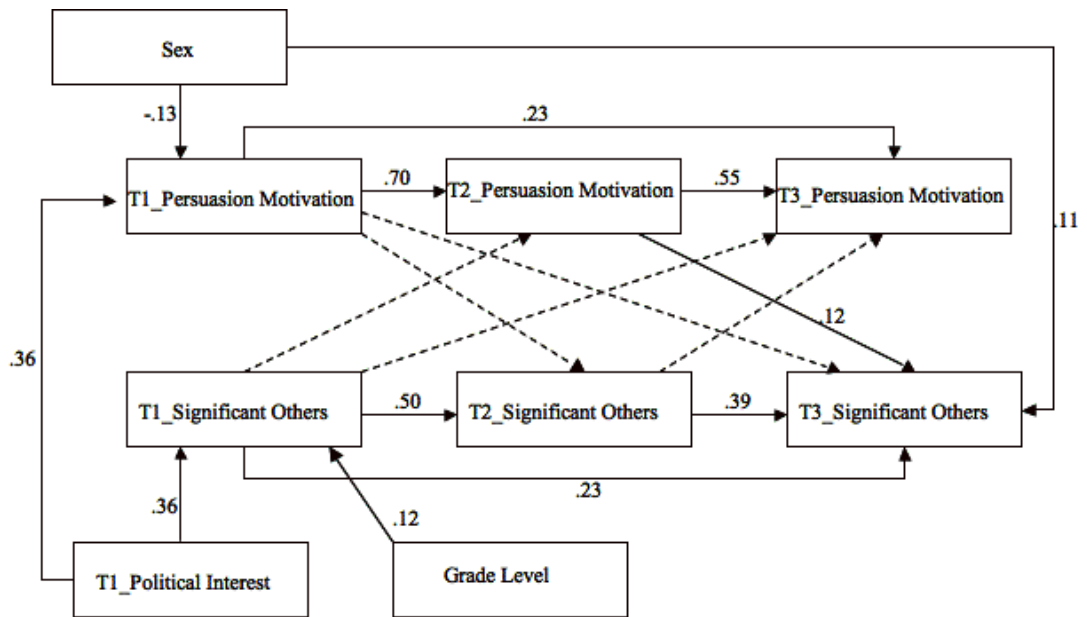 Sex
-.13
.23
T1_Persuasion Motivation
.70
T2_Persuasion Motivation
.55
T3_Persuasion Motivation
.11
.12
.36
T1_Significant Others
.50
T2_Significant Others
.39
T3_Significant Others
.23
.36
.12
T1_Political Interest
Grade Level